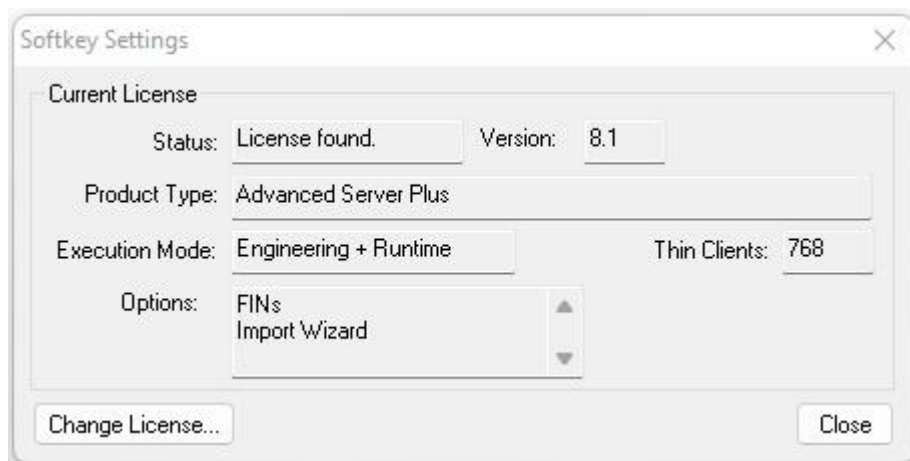 Softkey Settings
Current License
Status: License found. Version: 8.1
Product Type: Advanced Server Plus
Execution Mode: Engineering + Runtime Thin Clients: 768
Options: FINs
Import Wizard
Change License... Close